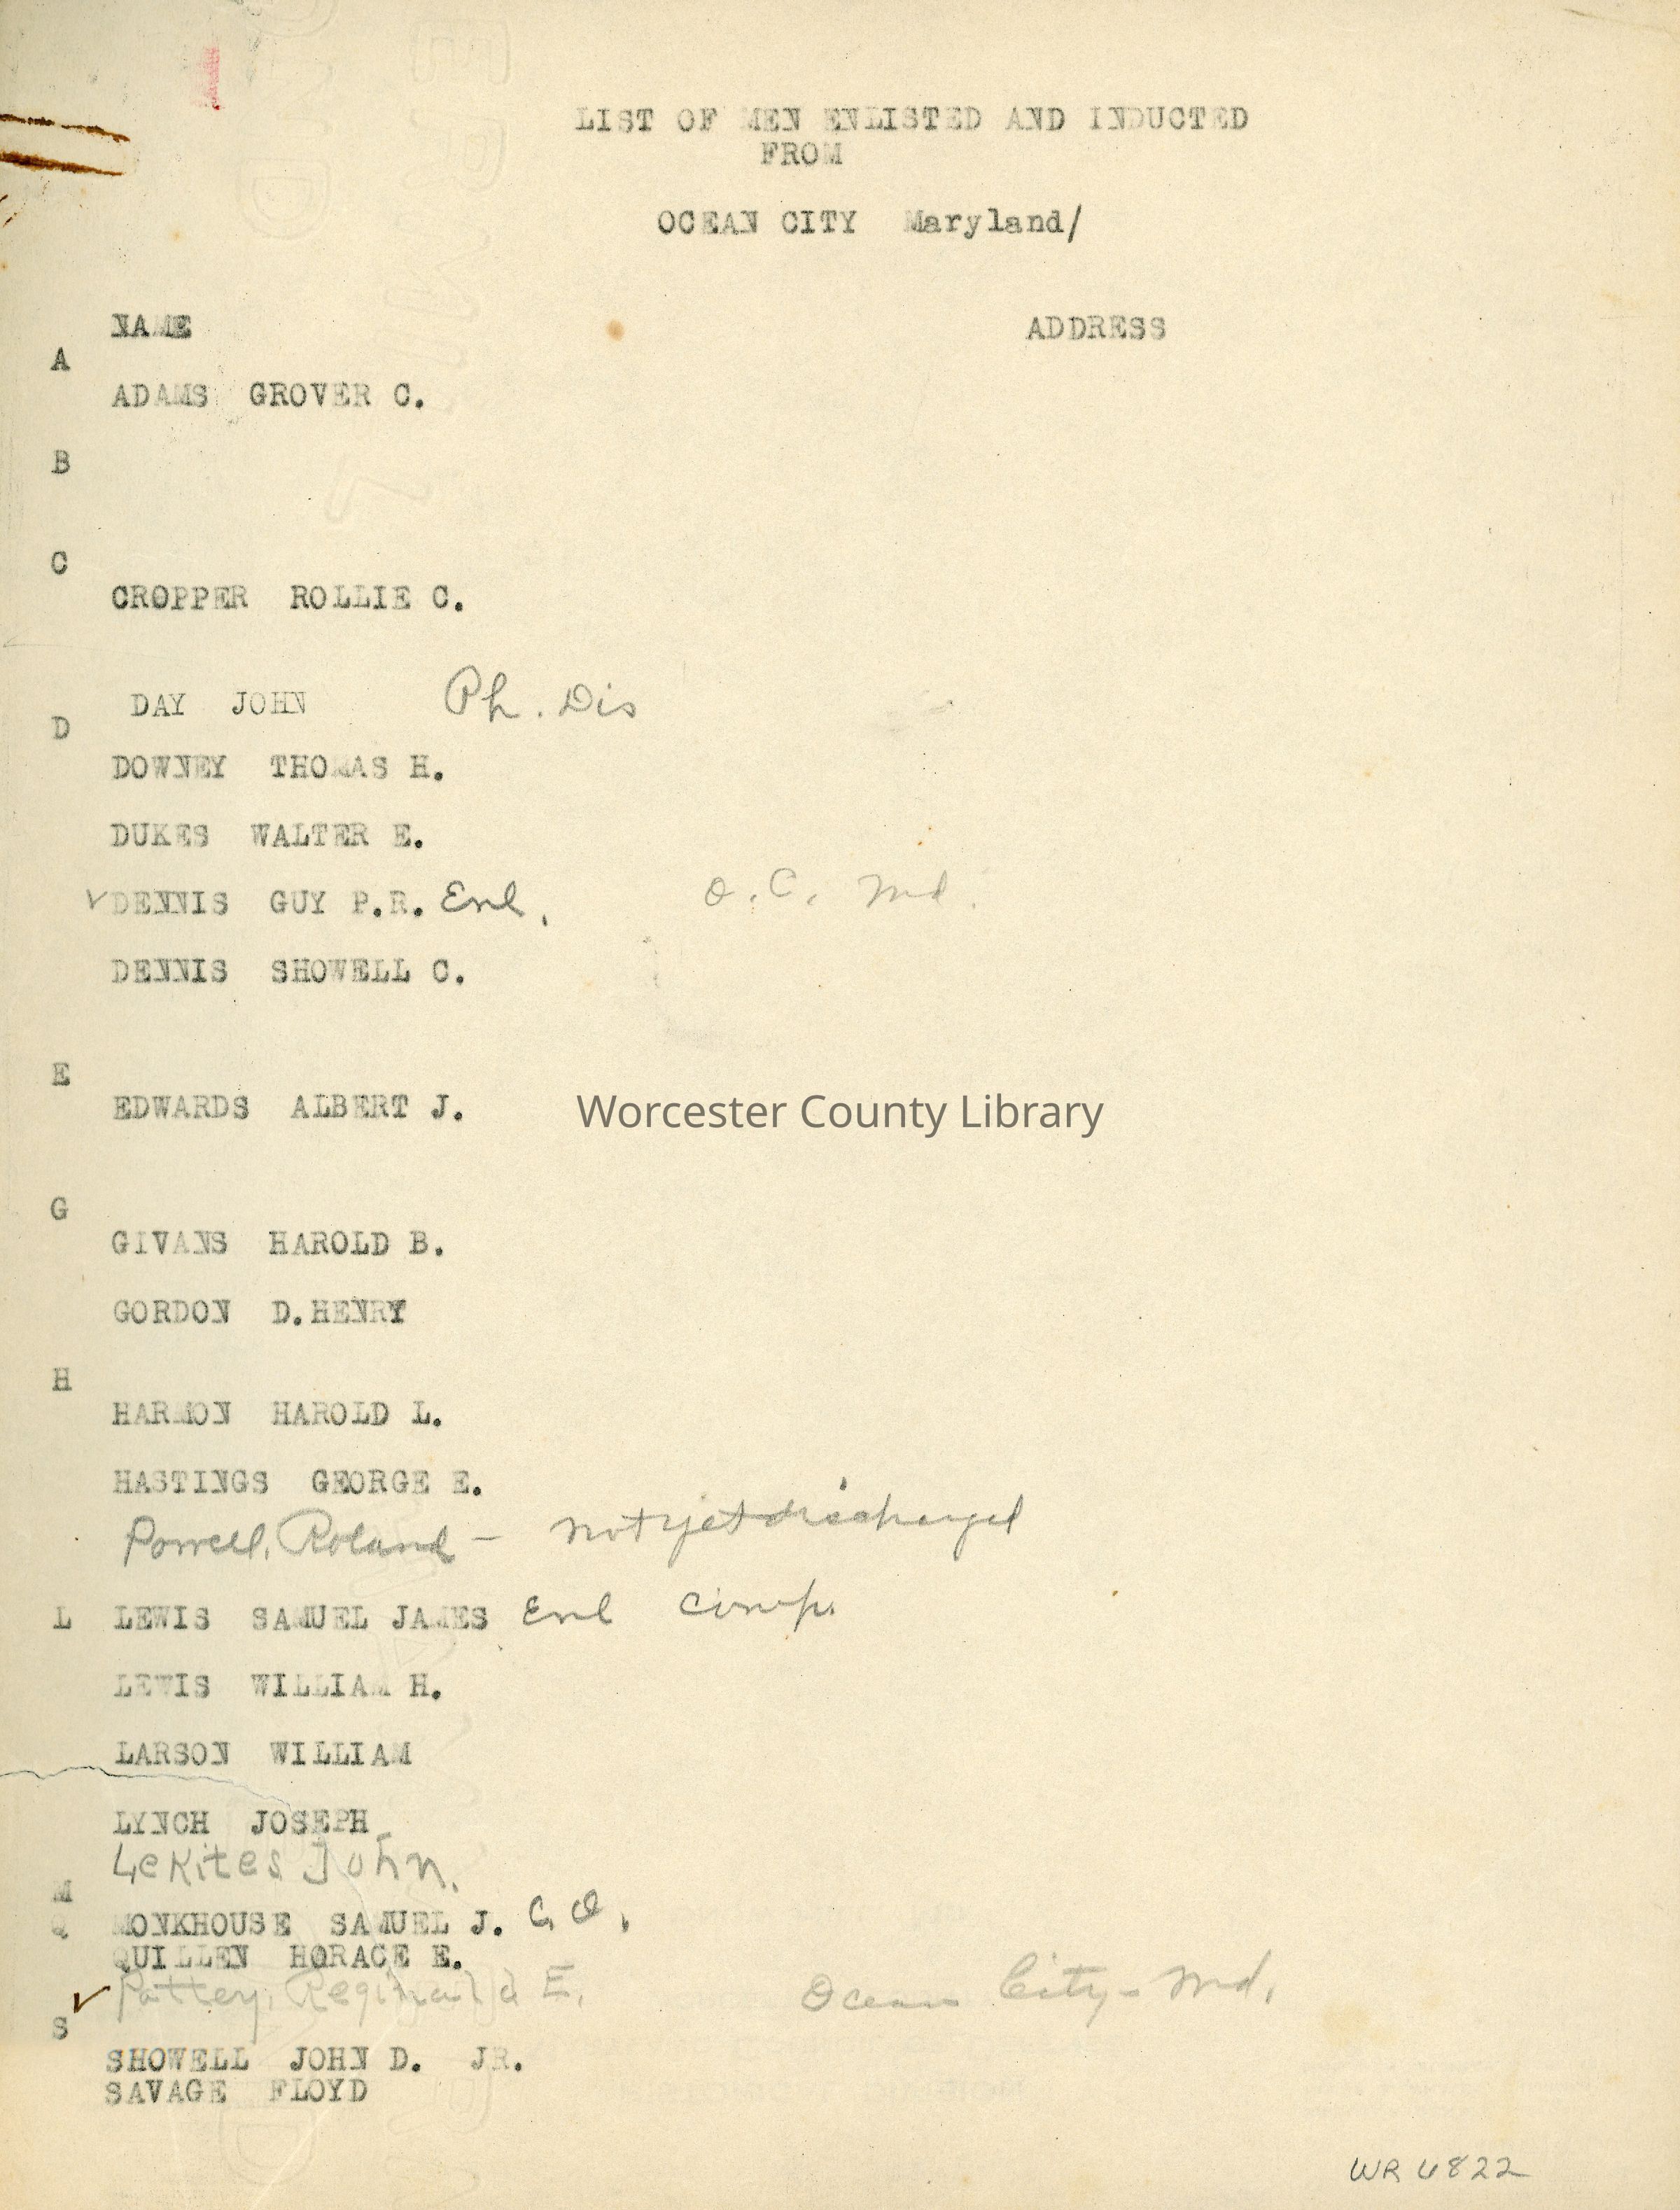 LIST OF MEN ENLISTED AND INDUCTED
FROM
OCEAN CITY Maryland/
NAME ADDRESS
A
ADAMS GROVER C.
B
C
CROPPER ROLLIE C.
DAY JOHN Ph. Dis
D
DOWNEY THOMAS H.
DUKES WALTER E.
✓DENNIS GUY P.R. Enl. O.C. Md.
DENNIS SHOWELL C.
E
EDWARDS ALBERT J.
Worcester County Library
G
GIVANS HAROLD B.
GORDON D.HENRY
H
HARMON HAROLD L.
HASTINGS GEORGE E.
Powell, Roland – not yet discharged
L LEWIS SAMUEL JAMES Enl comp.
LEWIS WILLIAM H.
LARSON WILLIAM
LYNCH JOSEPH
LeKites John.
M
Q MONKHOUSE SAMUEL J. C.O.
QUILLEN HORACE E.
✓ Pattey, Reginald E. Ocean City - Md.
S
SHOWELL JOHN D. JR.
SAVAGE FLOYD
WR 6822